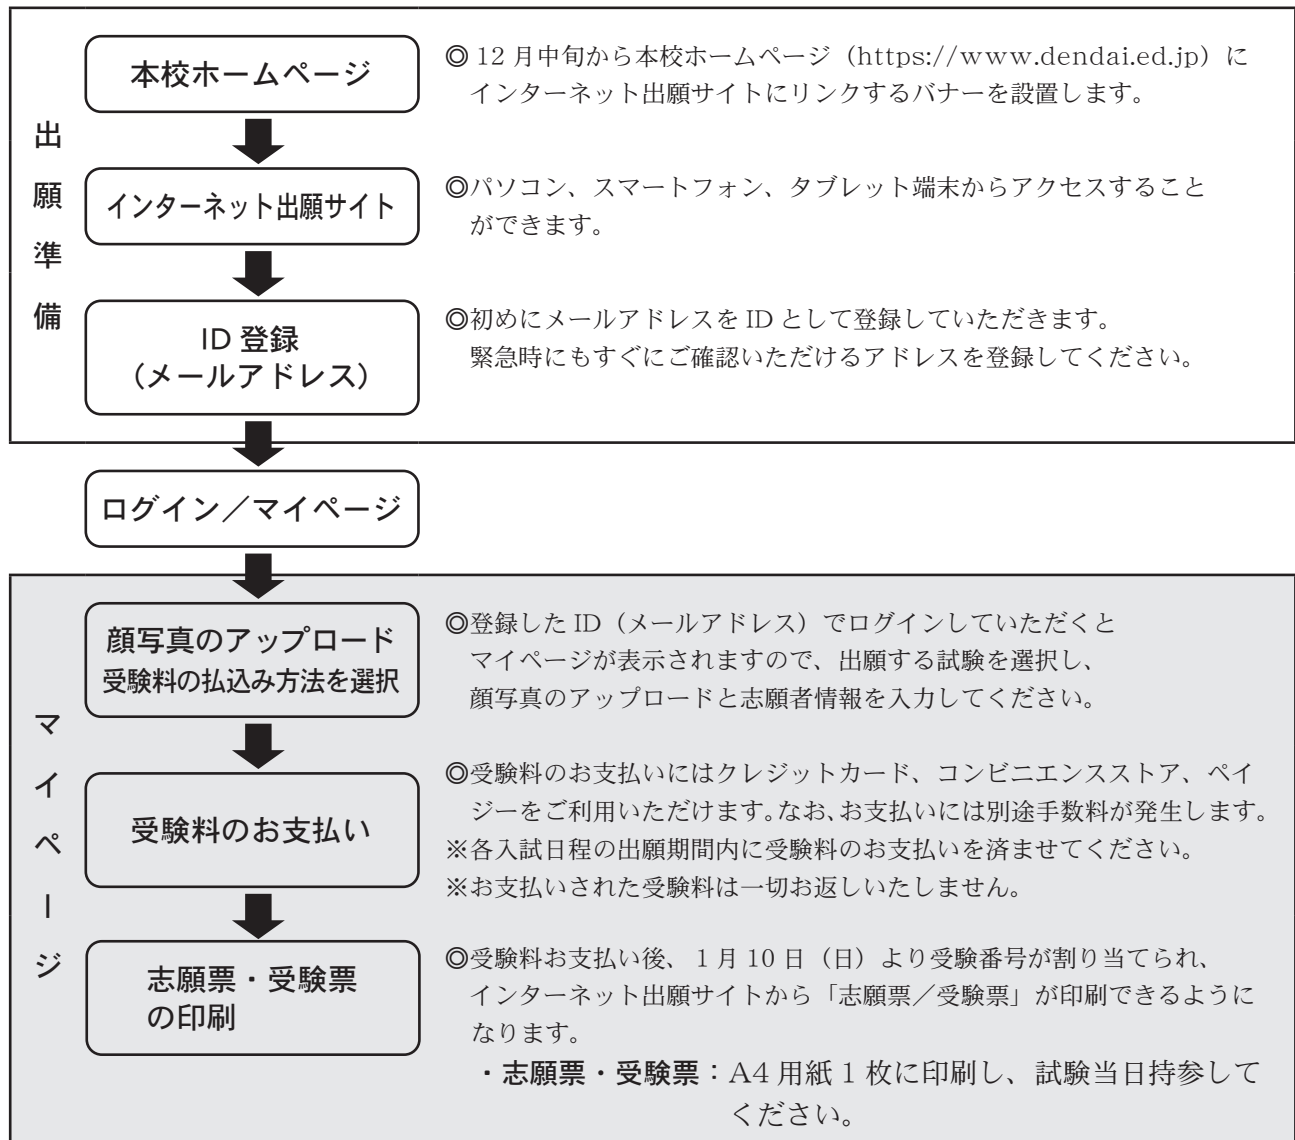 出願準備
本校ホームページ
◎12月中旬から本校ホームページ（https://www.dendai.ed.jp）に
インターネット出願サイトにリンクするバナーを設置します。
インターネット出願サイト
◎パソコン、スマートフォン、タブレット端末からアクセスすること
ができます。
ID 登録
（メールアドレス）
◎初めにメールアドレスを ID として登録していただきます。
緊急時にもすぐにご確認いただけるアドレスを登録してください。
ログイン／マイページ
マイページ
顔写真のアップロード
受験料の払込み方法を選択
◎登録した ID（メールアドレス）でログインしていただくと
マイページが表示されますので、出願する試験を選択し、
顔写真のアップロードと志願者情報を入力してください。
受験料のお支払い
◎受験料のお支払いにはクレジットカード、コンビニエンスストア、ペイ
ジーをご利用いただけます。なお、お支払いには別途手数料が発生します。
※各入試日程の出願期間内に受験料のお支払いを済ませてください。
※お支払いされた受験料は一切お返しいたしません。
志願票・受験票
の印刷
◎受験料お支払い後、1月10日（日）より受験番号が割り当てられ、
インターネット出願サイトから「志願票／受験票」が印刷できるように
なります。
・志願票・受験票：A4 用紙 1 枚に印刷し、試験当日持参して
ください。